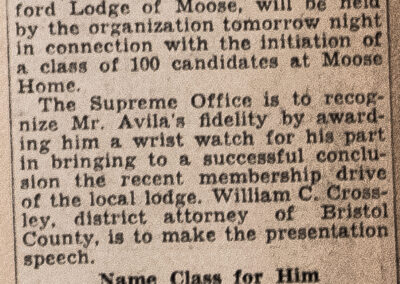 ford Lodge of Moose, will be held
by the organization tomorrow night
in connection with the initiation of
a class of 100 candidates at Moose
Home.
The Supreme Office is to recog-
nize Mr. Avila's fidelity by award-
ing him a wrist watch for his part
in bringing to a successful conclu-
sion the recent membership drive
of the local lodge. William C. Cross-
ley, district attorney of Bristol
County, is to make the presentation
speech.
Name Class for Him